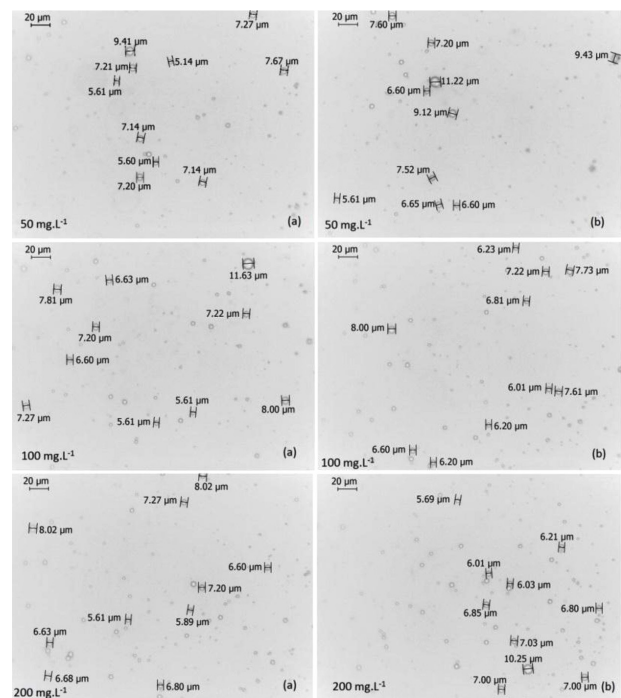 20 µm
7.27 µm
9.41 µm
5.14 µm
7.21 µm
7.67 µm
5.61 µm
7.14 µm
5.60 µm
7.14 µm
7.20 µm
50 mg.L-1
(a)
20 µm
7.60 µm
7.20 µm
9.43 µm
11.22 µm
6.60 µm
9.12 µm
7.52 µm
5.61 µm
6.65 µm
6.60 µm
50 mg.L-1
(b)
20 µm
6.63 µm
11.63 µm
7.81 µm
7.22 µm
7.20 µm
6.60 µm
5.61 µm
7.27 µm
5.61 µm
8.00 µm
100 mg.L-1
(a)
20 µm
6.23 µm
7.22 µm
7.73 µm
6.81 µm
8.00 µm
6.01 µm
7.61 µm
6.20 µm
6.60 µm
6.20 µm
100 mg.L-1
(b)
20 µm
8.02 µm
7.27 µm
8.02 µm
6.60 µm
7.20 µm
5.61 µm
5.89 µm
6.63 µm
6.68 µm
6.80 µm
200 mg.L-1
(a)
20 µm
5.69 µm
6.21 µm
6.01 µm
6.03 µm
6.85 µm
6.80 µm
7.03 µm
10.25 µm
7.00 µm
7.00 µm
200 mg.L-1
(b)